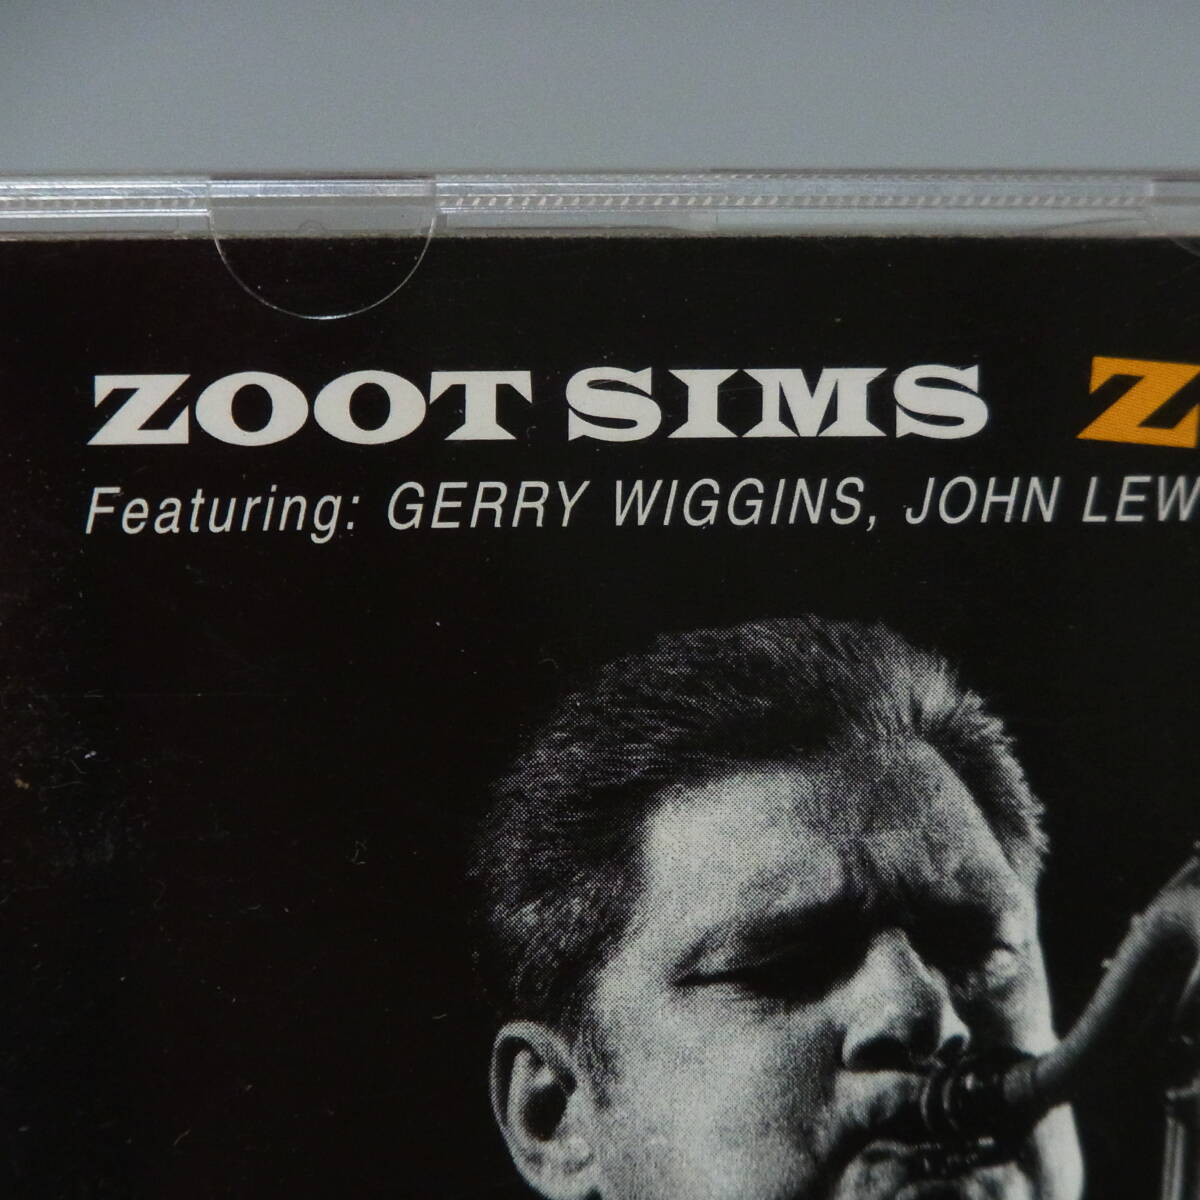 ZOOT SIMS Z
Featuring: GERRY WIGGINS, JOHN LEW